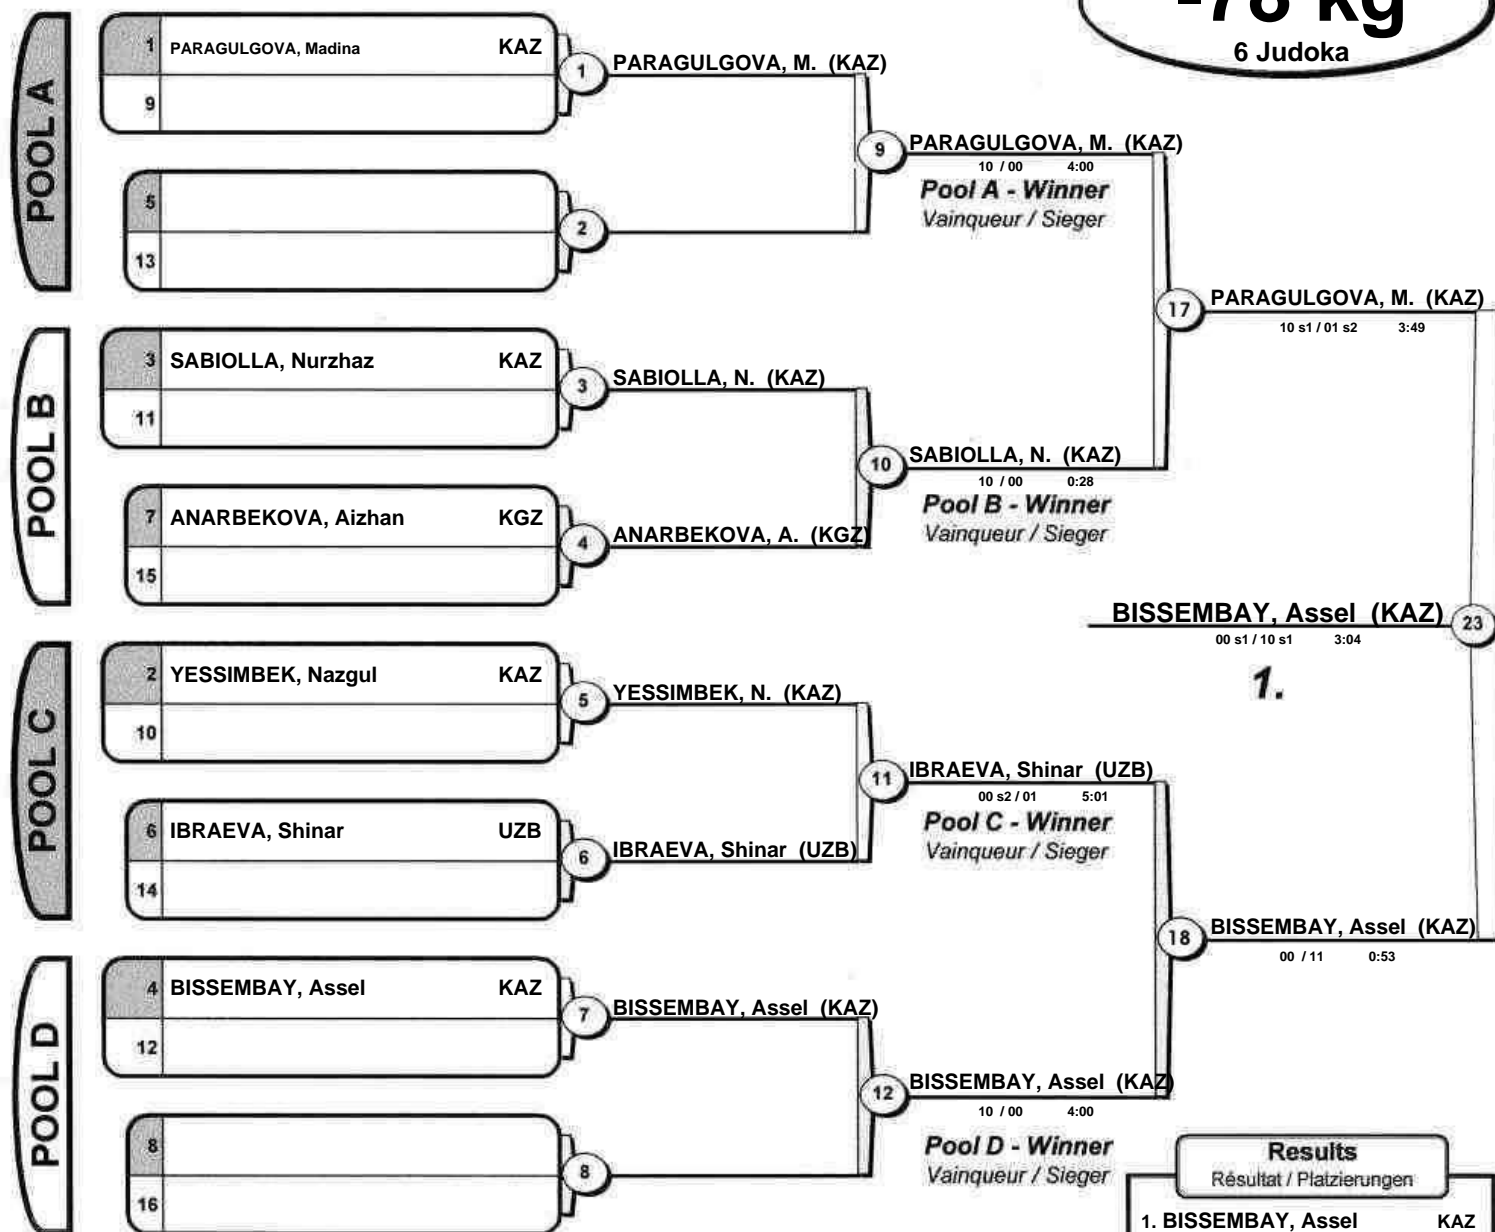 -78 kg
6 Judoka
POOL A
1 PARAGULGOVA, Madina KAZ
9
1 PARAGULGOVA, M. (KAZ)
5
13
2
9 PARAGULGOVA, M. (KAZ)
10 / 00 4:00
Pool A - Winner
Vainqueur / Sieger
POOL B
3 SABIOLLA, Nurzhaz KAZ
11
3 SABIOLLA, N. (KAZ)
7 ANARBEKOVA, Aizhan KGZ
15
4 ANARBEKOVA, A. (KGZ)
10 SABIOLLA, N. (KAZ)
10 / 00 0:28
Pool B - Winner
Vainqueur / Sieger
17 PARAGULGOVA, M. (KAZ)
10 s1 / 01 s2 3:49
BISSEMBAY, Assel (KAZ) 23
00 s1 / 10 s1 3:04
1.
POOL C
2 YESSIMBEK, Nazgul KAZ
10
5 YESSIMBEK, N. (KAZ)
6 IBRAEVA, Shinar UZB
14
6 IBRAEVA, Shinar (UZB)
11 IBRAEVA, Shinar (UZB)
00 s2 / 01 5:01
Pool C - Winner
Vainqueur / Sieger
POOL D
4 BISSEMBAY, Assel KAZ
12
7 BISSEMBAY, Assel (KAZ)
8
16
8
12 BISSEMBAY, Assel (KAZ)
10 / 00 4:00
Pool D - Winner
Vainqueur / Sieger
18 BISSEMBAY, Assel (KAZ)
00 / 11 0:53
Results
Résultat / Platzierungen
1. BISSEMBAY, Assel KAZ